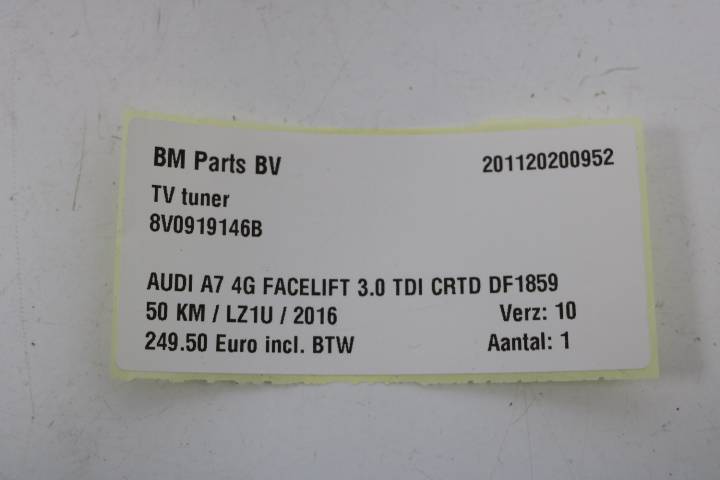 BM Parts BV 201120200952
TV tuner
8V0919146B
AUDI A7 4G FACELIFT 3.0 TDI CRTD DF1859
50 KM / LZ1U / 2016 Verz: 10
249.50 Euro incl. BTW Aantal: 1